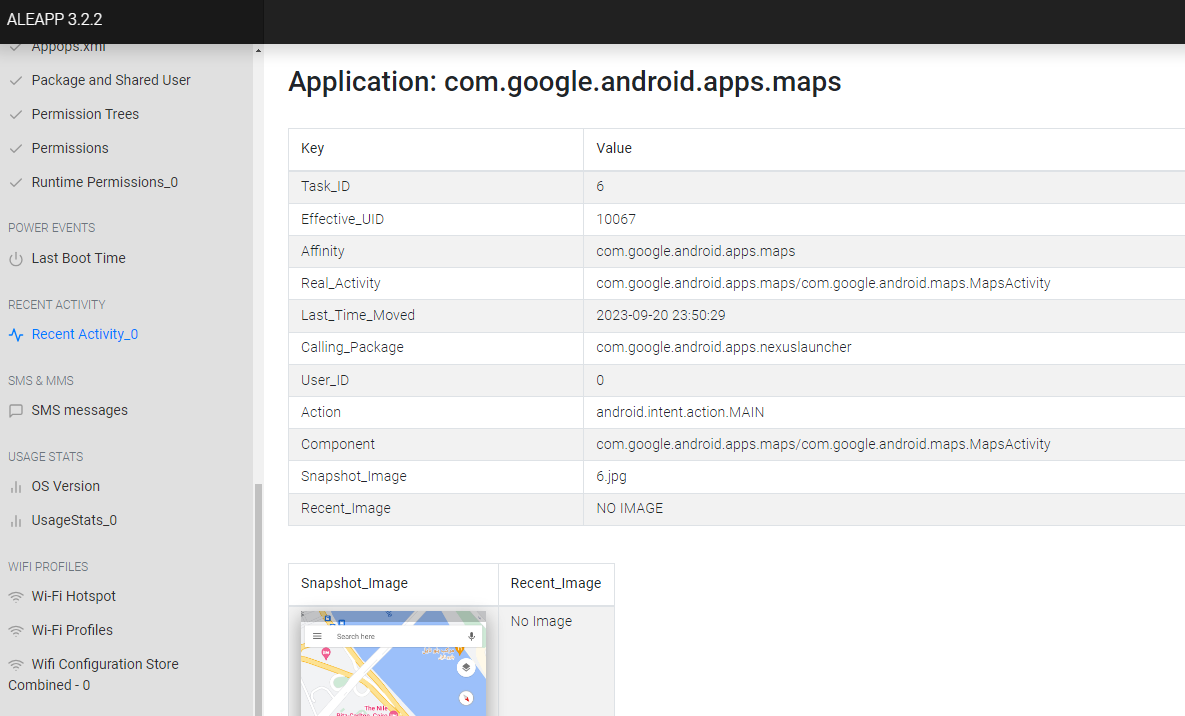 ALEAPP 3.2.2
Appops.xml
Package and Shared User
Permission Trees
Permissions
Runtime Permissions_0
POWER EVENTS
Last Boot Time
RECENT ACTIVITY
Recent Activity_0
SMS & MMS
SMS messages
USAGE STATS
OS Version
UsageStats_0
WIFI PROFILES
Wi-Fi Hotspot
Wi-Fi Profiles
Wifi Configuration Store
Combined - 0
Application: com.google.android.apps.maps
Key Value
Task_ID 6
Effective_UID 10067
Affinity com.google.android.apps.maps
Real_Activity com.google.android.apps.maps/com.google.android.maps.MapsActivity
Last_Time_Moved 2023-09-20 23:50:29
Calling_Package com.google.android.apps.nexuslauncher
User_ID 0
Action android.intent.action.MAIN
Component com.google.android.apps.maps/com.google.android.maps.MapsActivity
Snapshot_Image 6.jpg
Recent_Image NO IMAGE
Snapshot_Image Recent_Image
No Image
Search here
The Nile
Ritz-Carlton, Cairo